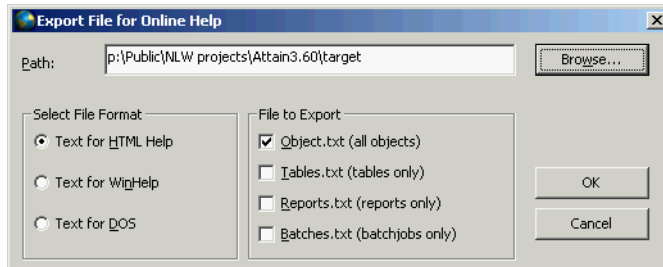 Export File for Online Help
Path:
p:\Public\NLW projects\Attain3.60\target
Browse...
Select File Format
Text for HTML Help
Text for WinHelp
Text for DOS
File to Export
Object.txt (all objects)
Tables.txt (tables only)
Reports.txt (reports only)
Batches.txt (batchjobs only)
OK
Cancel